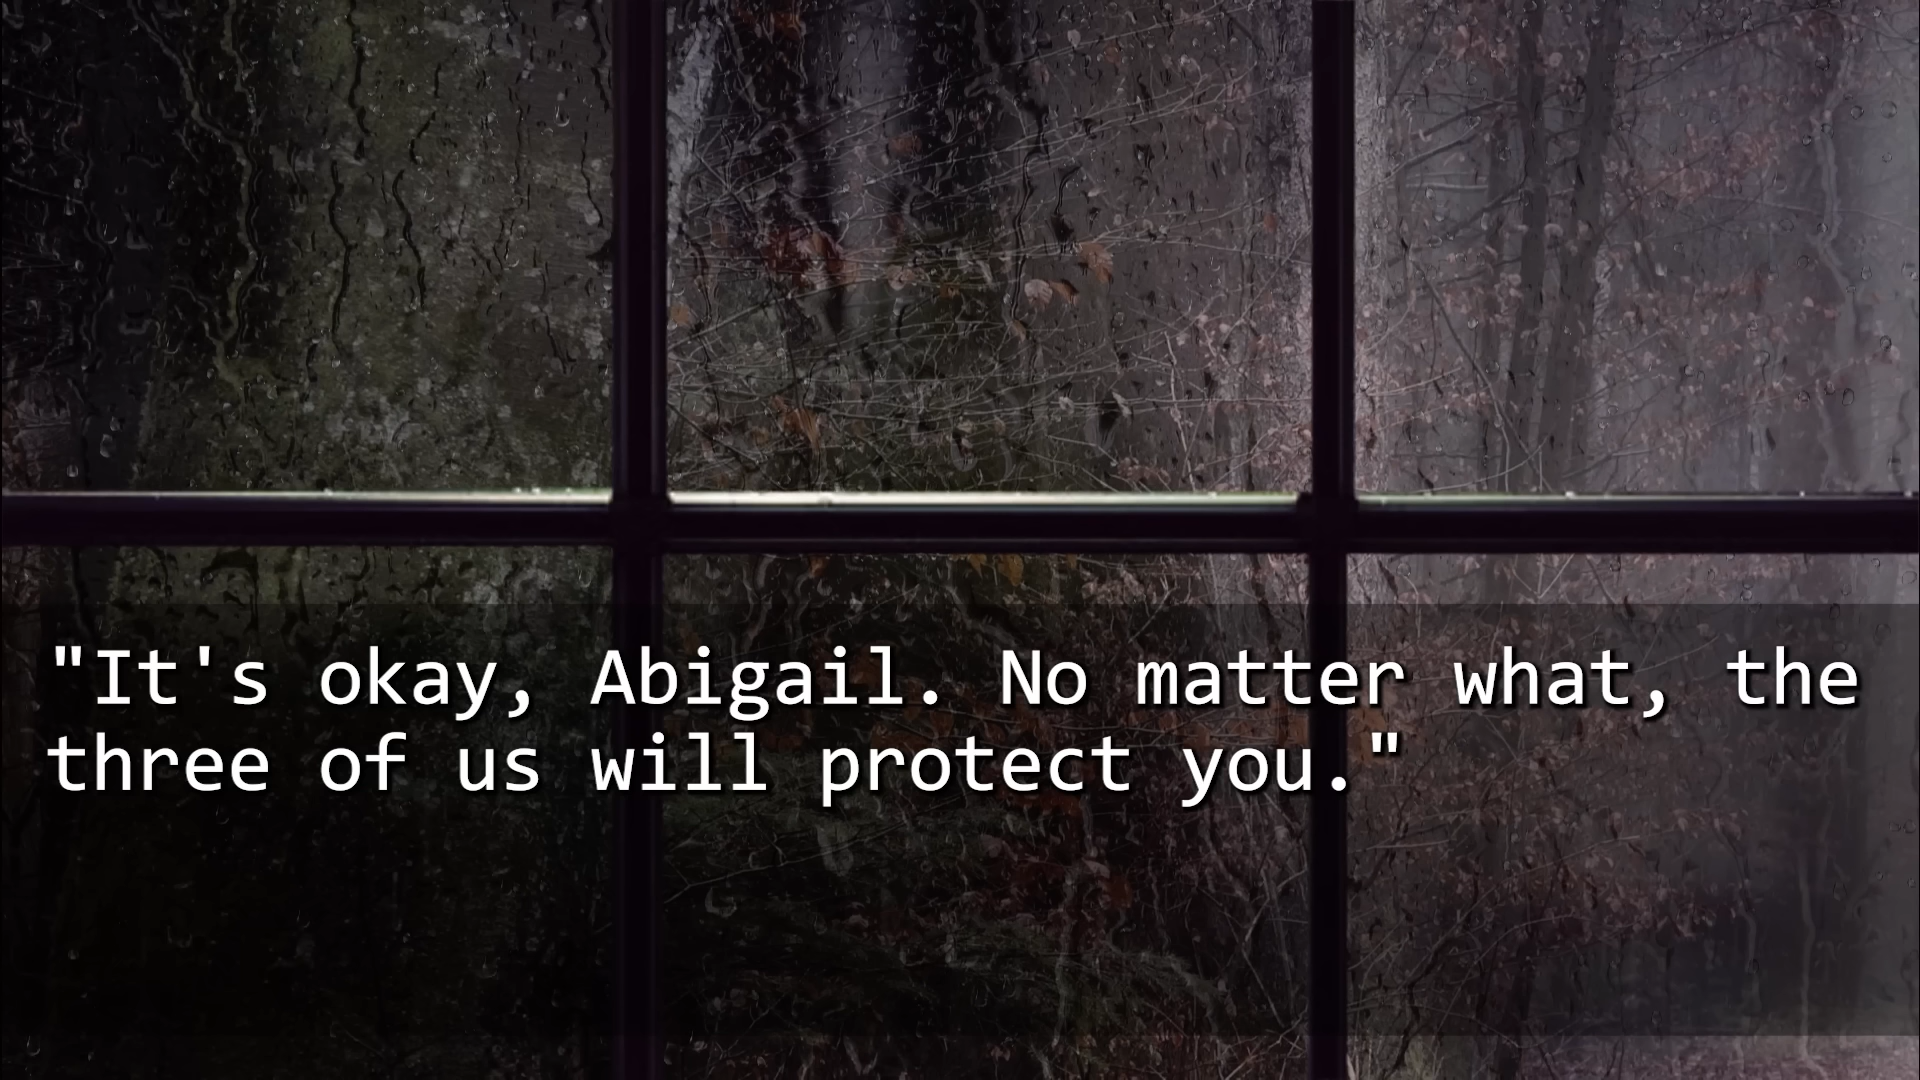 "It's okay, Abigail. No matter what, the
three of us will protect you."